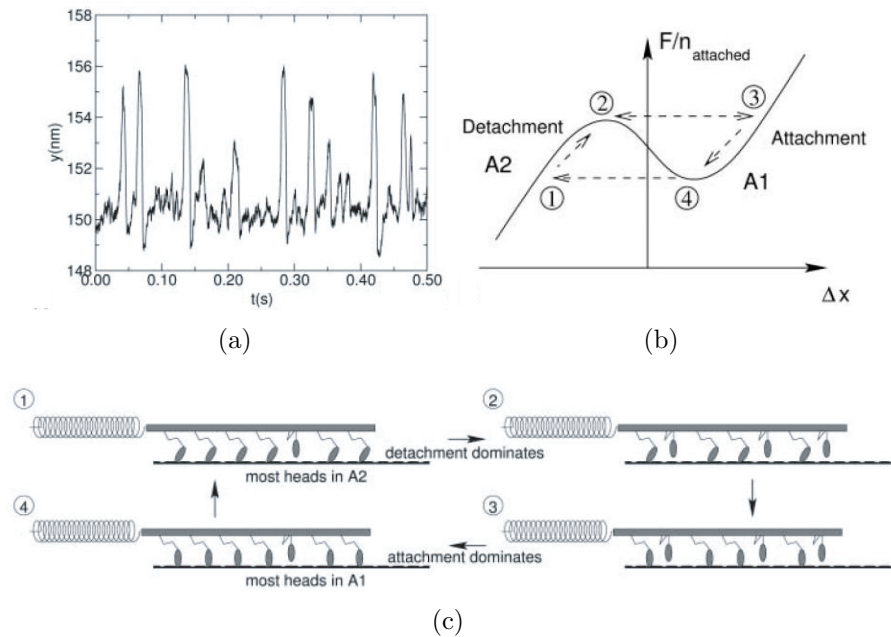 158
156
154
152
150
148
y(nm)
0.00 0.10 0.20 0.30 0.40 0.50
t(s)
(a)
F/n attached
② ③
Detachment
Attachment
A2
A1
① ④
Δx
(b)
①
②
detachment dominates
most heads in A2
④
③
attachment dominates
most heads in A1
(c)